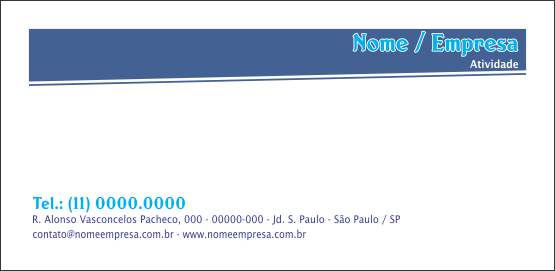 Nome / Empresa
Atividade
Tel.: (11) 0000.0000
R. Alonso Vasconcelos Pacheco, 000 - 00000-000 - Jd. S. Paulo - São Paulo / SP
contato@nomeempresa.com.br - www.nomeempresa.com.br